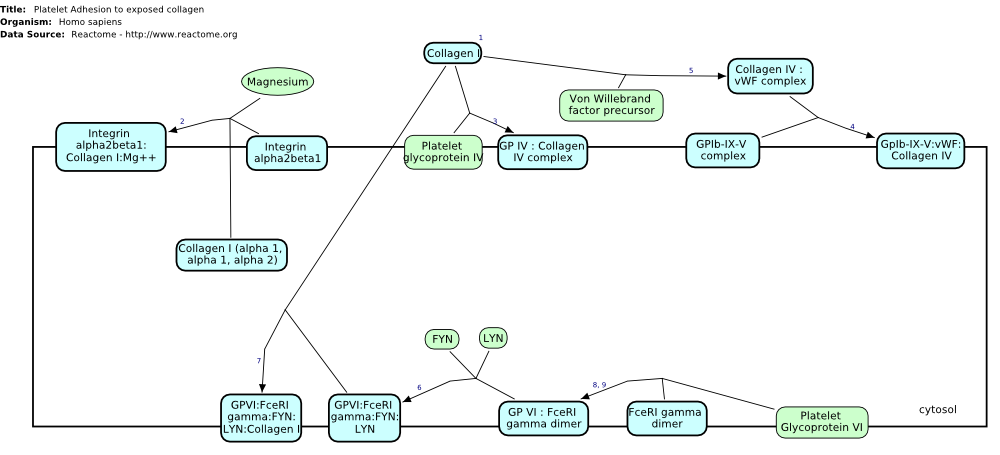 Title: Platelet Adhesion to exposed collagen
Organism: Homo sapiens
Data Source: Reactome - http://www.reactome.org
1
Collagen I
5
Collagen IV :
vWF complex
Magnesium
Von Willebrand
factor precursor
2
3
4
Integrin
alpha2beta1:
Collagen I:Mg++
Integrin
alpha2beta1
Platelet
glycoprotein IV
GP IV : Collagen
IV complex
GPIb-IX-V
complex
GpIb-IX-V:vWF:
Collagen IV
Collagen I (alpha 1,
alpha 1, alpha 2)
FYN
LYN
7
6
8, 9
GPVI:FceRI
gamma:FYN:
LYN:Collagen I
GPVI:FceRI
gamma:FYN:
LYN
GP VI : FceRI
gamma dimer
FceRI gamma
dimer
Platelet
Glycoprotein VI
cytosol